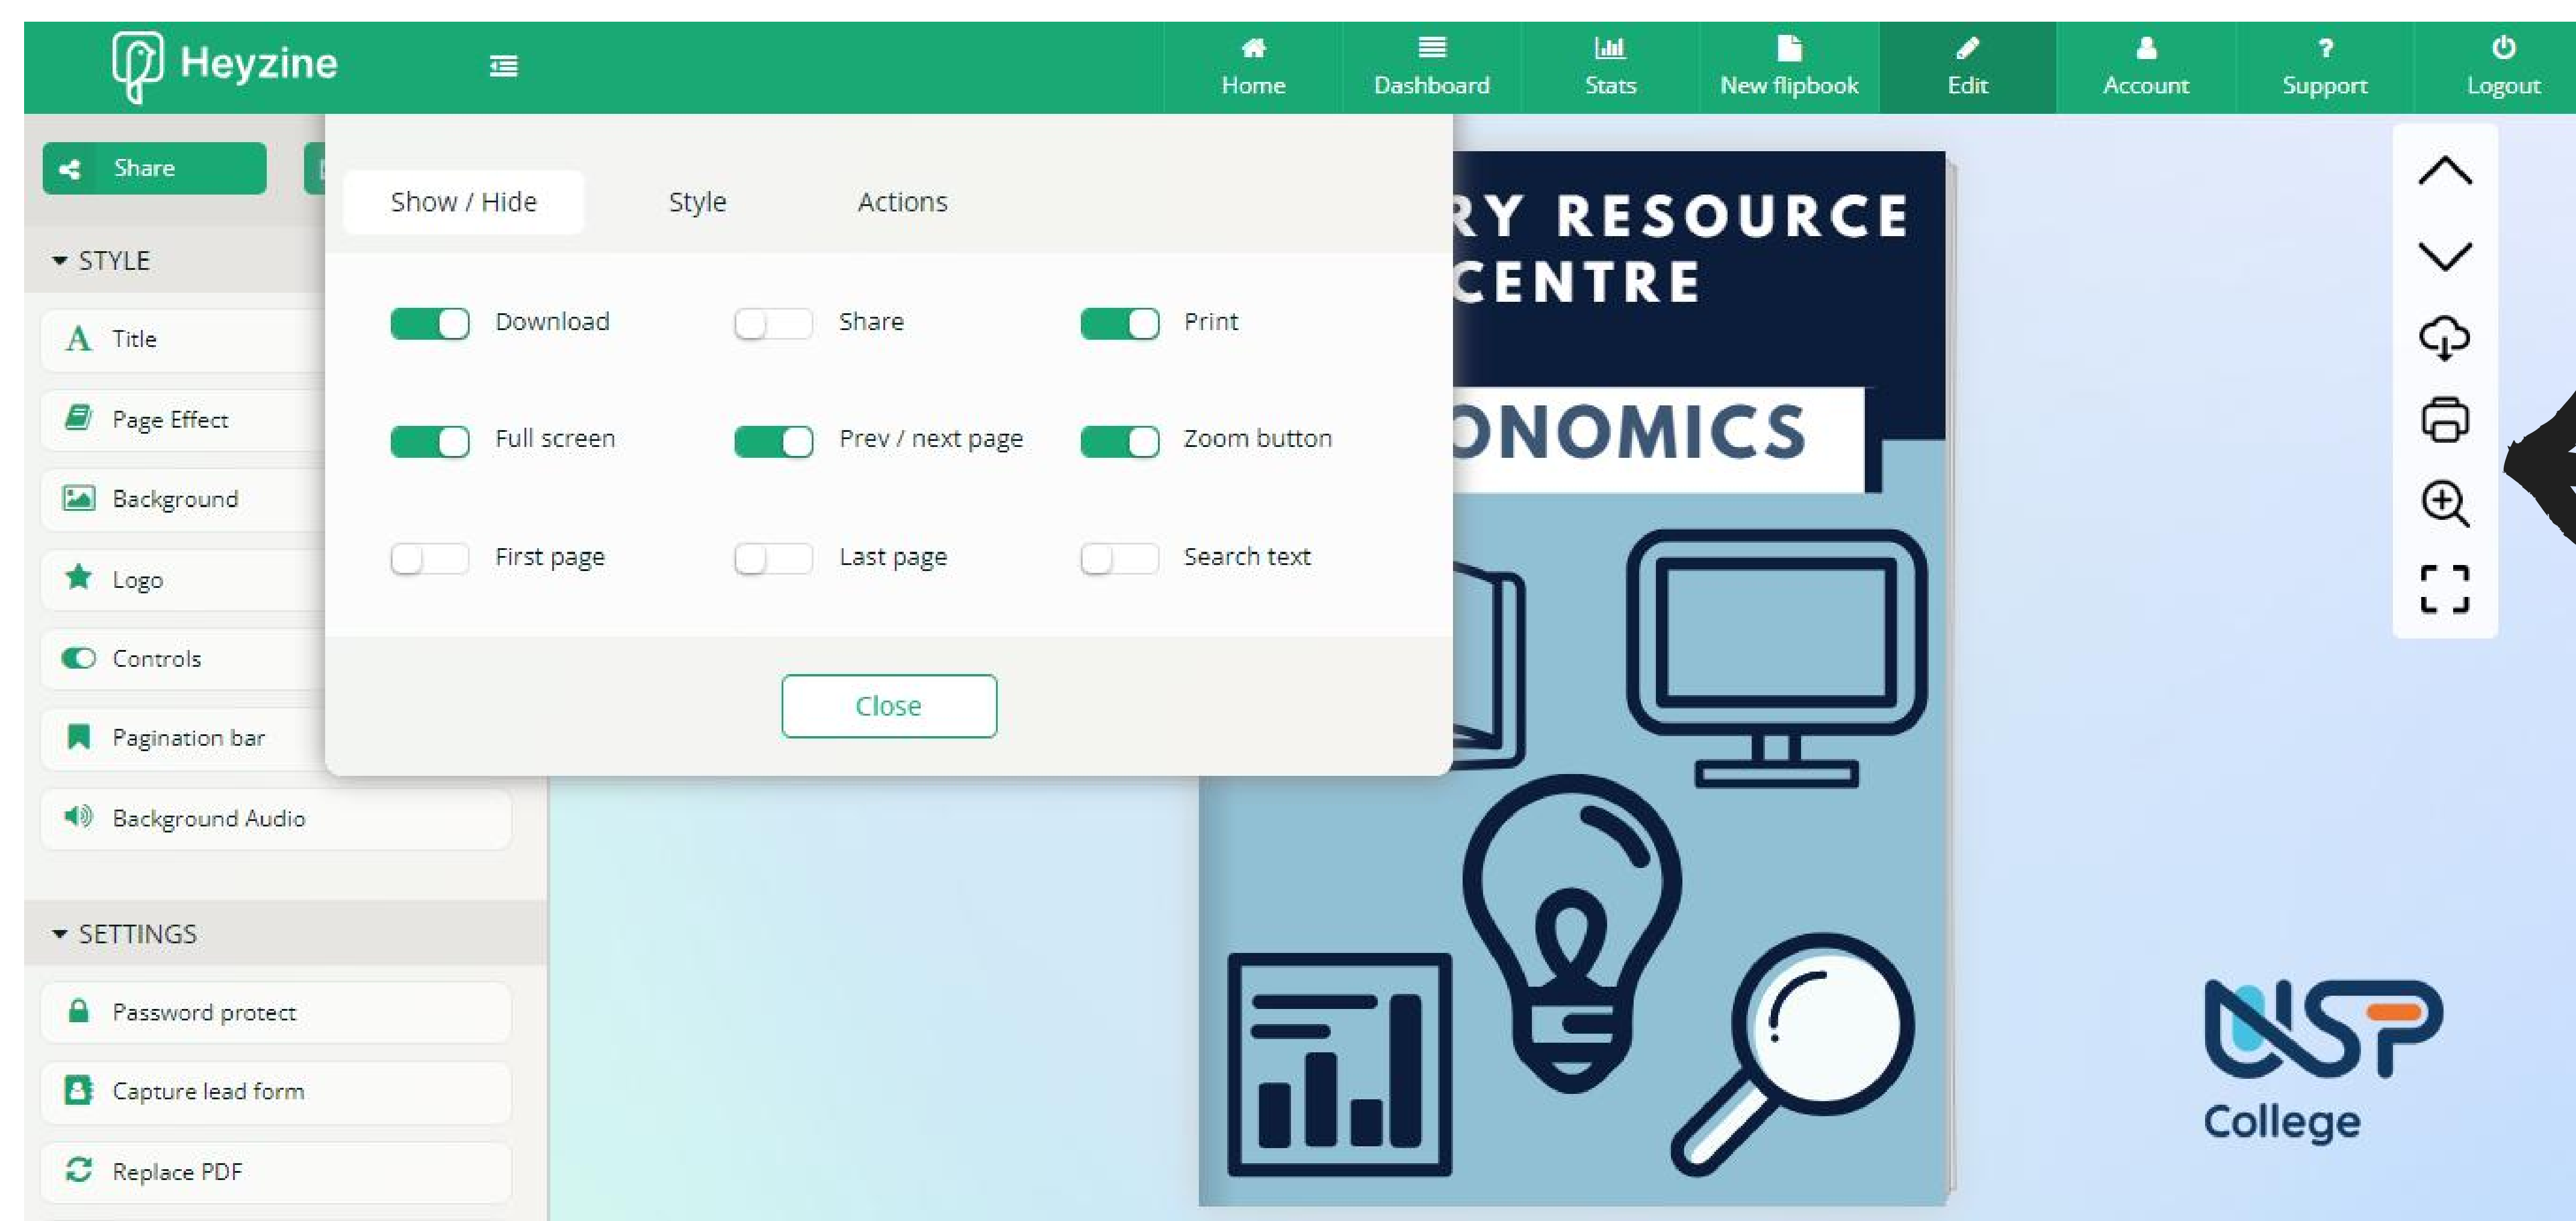 Heyzine
Home
Dashboard
Stats
New flipbook
Edit
Account
Support
Logout
Share
STYLE
Title
Page Effect
Background
Logo
Controls
Pagination bar
Background Audio
SETTINGS
Password protect
Capture lead form
Replace PDF
Show / Hide
Style
Actions
Download
Share
Print
Full screen
Prev / next page
Zoom button
First page
Last page
Search text
Close
RY RESOURCE
CENTRE
ONOMICS
USP
College